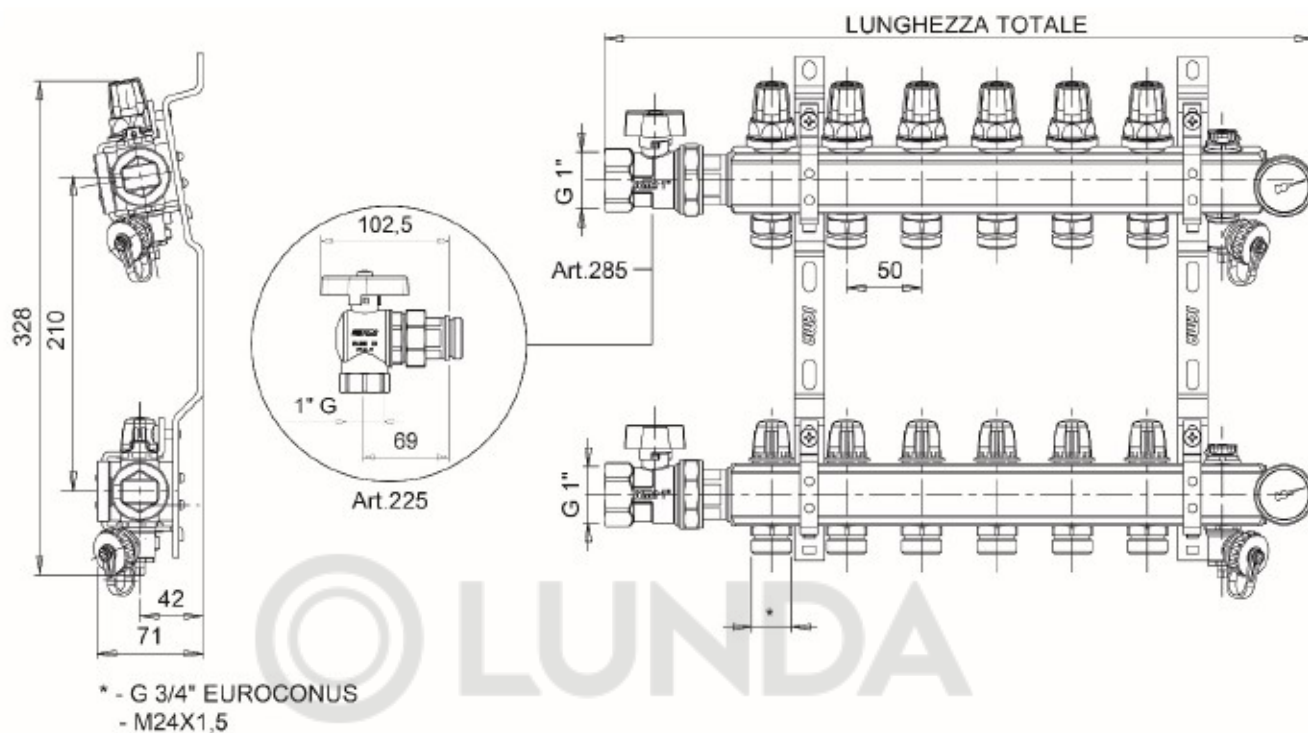 LUNGHEZZA TOTALE
328
210
42
71
102,5
1" G
69
Art.225
Art.285
50
G 1"
G 1"
*
* - G 3/4" EUROCONUS
- M24X1,5
LUNDA